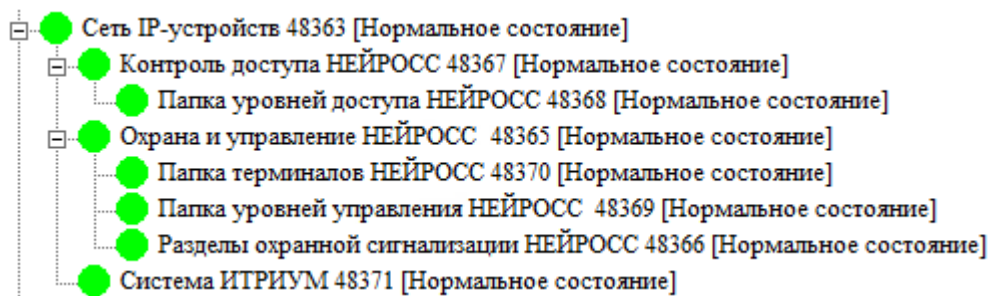 Сеть IP-устройств 48363 [Нормальное состояние]
Контроль доступа НЕЙРОСС 48367 [Нормальное состояние]
Папка уровней доступа НЕЙРОСС 48368 [Нормальное состояние]
Охрана и управление НЕЙРОСС 48365 [Нормальное состояние]
Папка терминалов НЕЙРОСС 48370 [Нормальное состояние]
Папка уровней управления НЕЙРОСС 48369 [Нормальное состояние]
Разделы охранной сигнализации НЕЙРОСС 48366 [Нормальное состояние]
Система ИТРИУМ 48371 [Нормальное состояние]